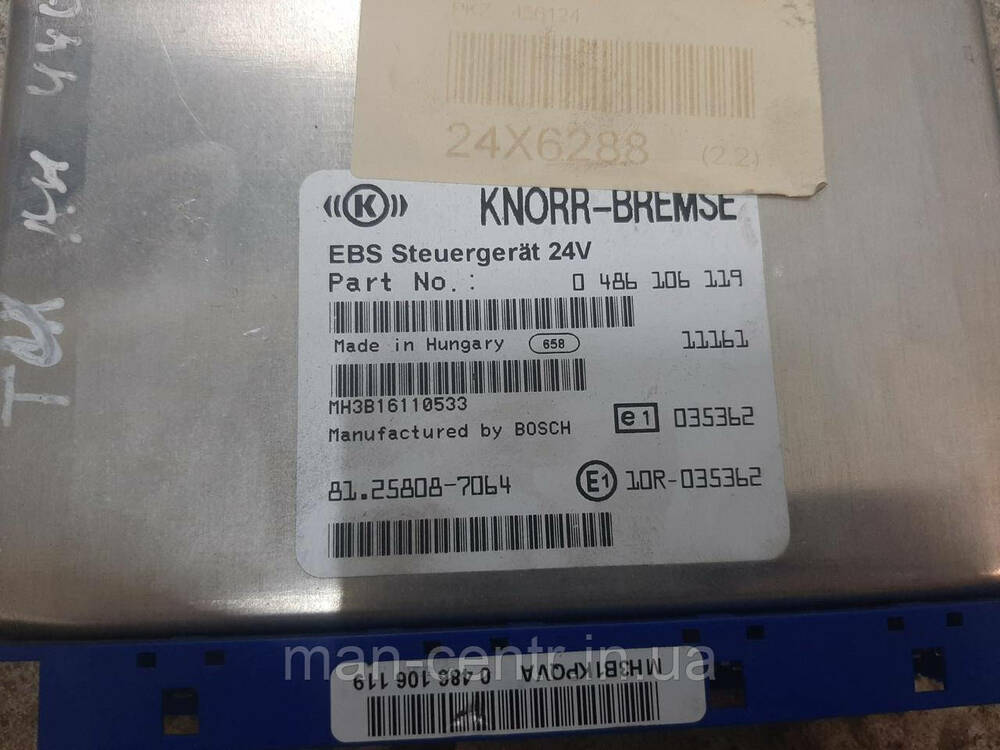 24X6288 (2.2)
K KNORR-BREMSE
EBS Steuergerät 24V
Part No.: 0 486 106 119
Made in Hungary 658 11161
MH3B16110533
Manufactured by BOSCH e1 035362
81.25808-7064 E1 10R-035362
man-centr.in.ua
MH3B1KPQVA
0 486 106 119